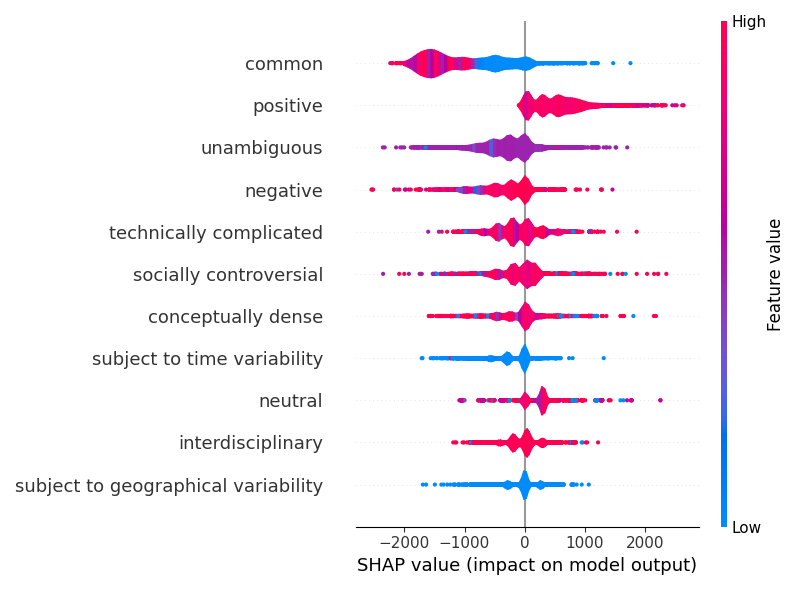 High
common
positive
unambiguous
negative
technically complicated
socially controversial
conceptually dense
subject to time variability
neutral
interdisciplinary
subject to geographical variability
Low
Feature value
−2000 −1000 0 1000 2000
SHAP value (impact on model output)